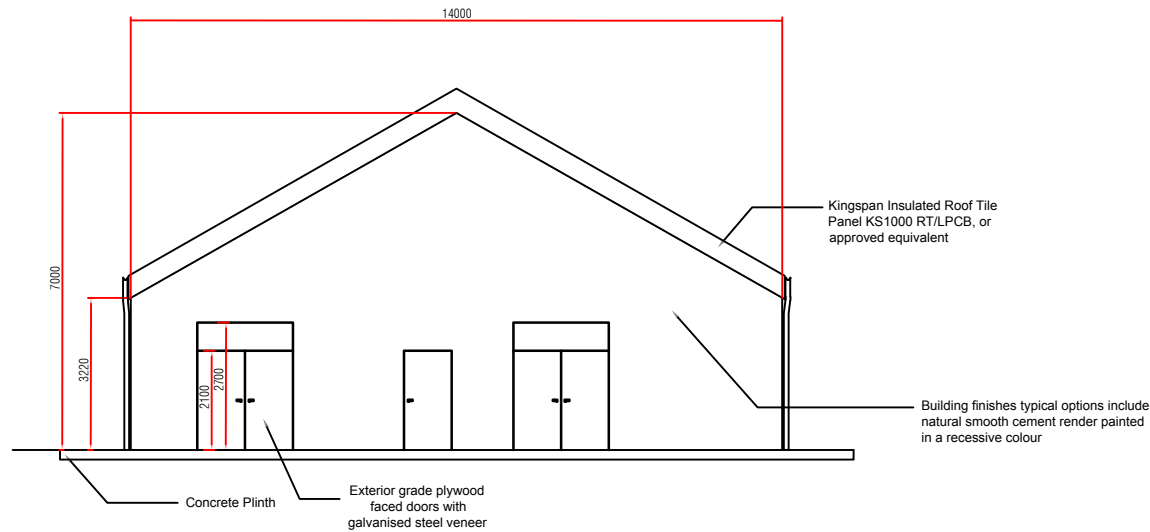 14000
Kingspan Insulated Roof Tile
Panel KS1000 RT/LPCB, or
approved equivalent
7000
3220
2100
2700
Building finishes typical options include
natural smooth cement render painted
in a recessive colour
Concrete Plinth
Exterior grade plywood
faced doors with
galvanised steel veneer